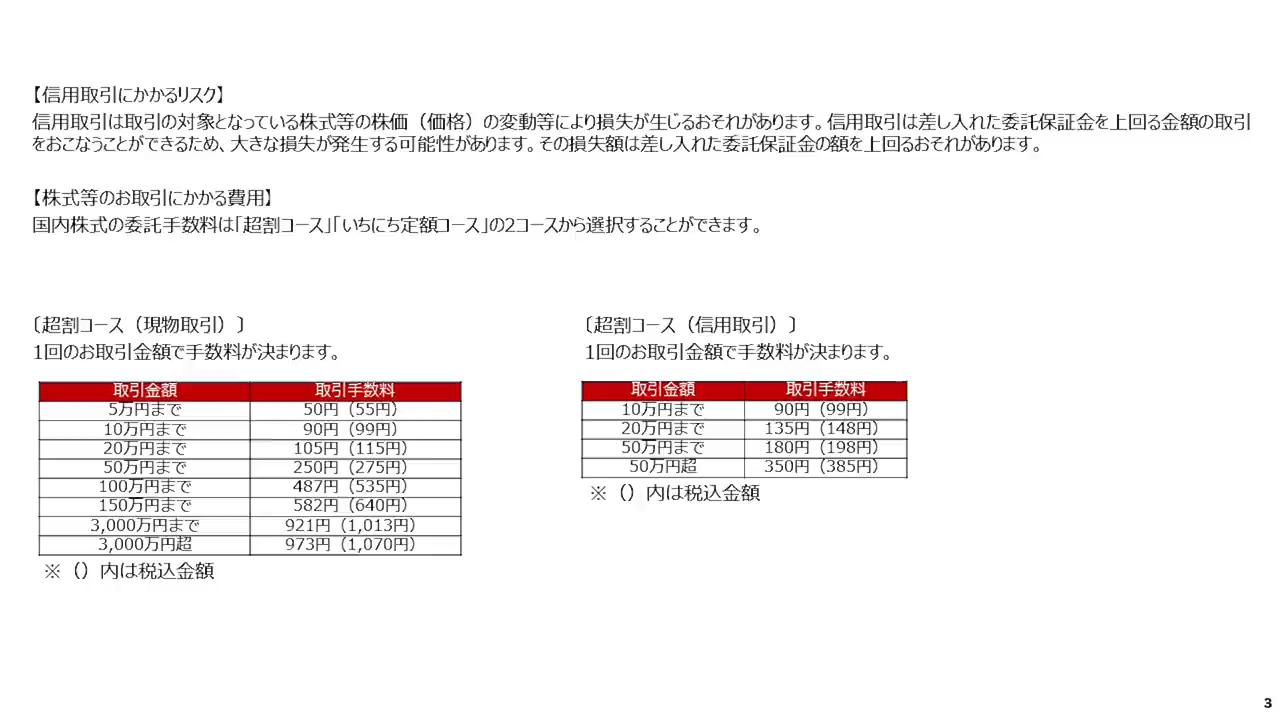 【信用取引にかかるリスク】
信用取引は取引の対象となっている株式等の株価（価格）の変動等により損失が生じるおそれがあります。信用取引は差し入れた委託保証金を上回る金額の取引
をおこなうことができるため、大きな損失が発生する可能性があります。その損失額は差し入れた委託保証金の額を上回るおそれがあります。
【株式等のお取引にかかる費用】
国内株式の委託手数料は「超割コース」「いちにち定額コース」の2コースから選択することができます。
〔超割コース（現物取引）〕
1回のお取引金額で手数料が決まります。
取引金額 取引手数料
5万円まで 50円（55円）
10万円まで 90円（99円）
20万円まで 105円（115円）
50万円まで 250円（275円）
100万円まで 487円（535円）
150万円まで 582円（640円）
3,000万円まで 921円（1,013円）
3,000万円超 973円（1,070円）
※（）内は税込金額
〔超割コース（信用取引）〕
1回のお取引金額で手数料が決まります。
取引金額 取引手数料
10万円まで 90円（99円）
20万円まで 135円（148円）
50万円まで 180円（198円）
50万円超 350円（385円）
※（）内は税込金額
3